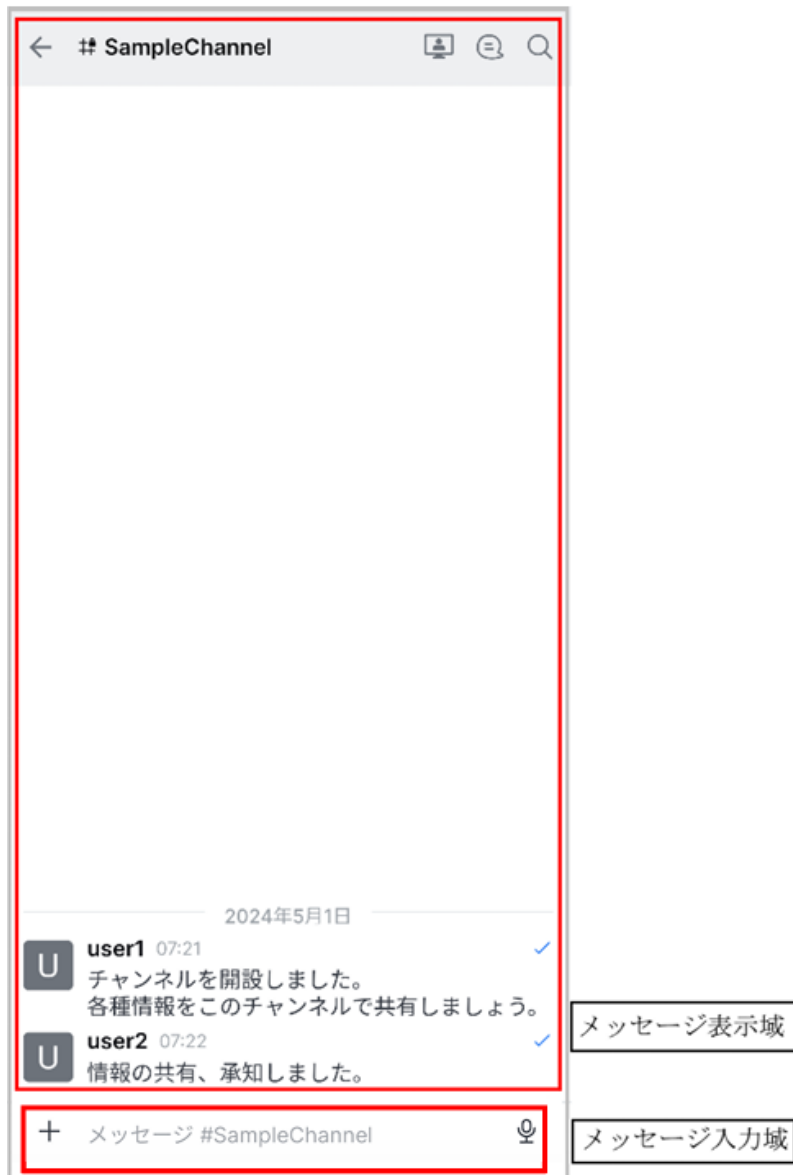 SampleChannel
2024年5月1日
user1 07:21
チャンネルを開設しました。
各種情報をこのチャンネルで共有しましょう。
user2 07:22
情報の共有、承知しました。
メッセージ #SampleChannel
メッセージ表示域
メッセージ入力域
U
U